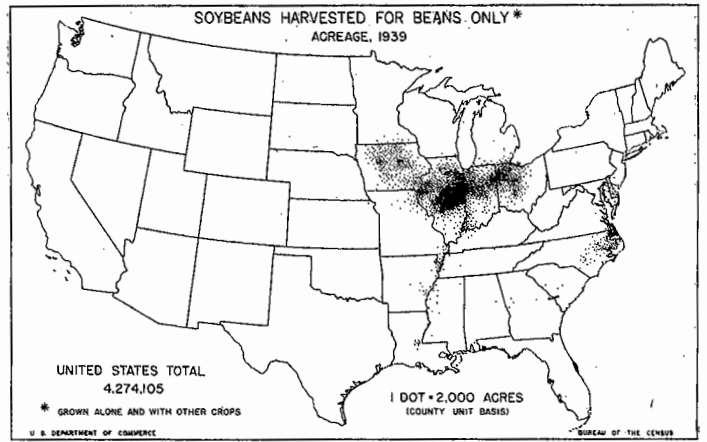 SOYBEANS HARVESTED FOR BEANS ONLY*
ACREAGE, 1939
UNITED STATES TOTAL
4,274,105
* GROWN ALONE AND WITH OTHER CROPS
1 DOT = 2,000 ACRES
(COUNTY UNIT BASIS)
U S. DEPARTMENT OF COMMERCE
BUREAU OF THE CENSUS